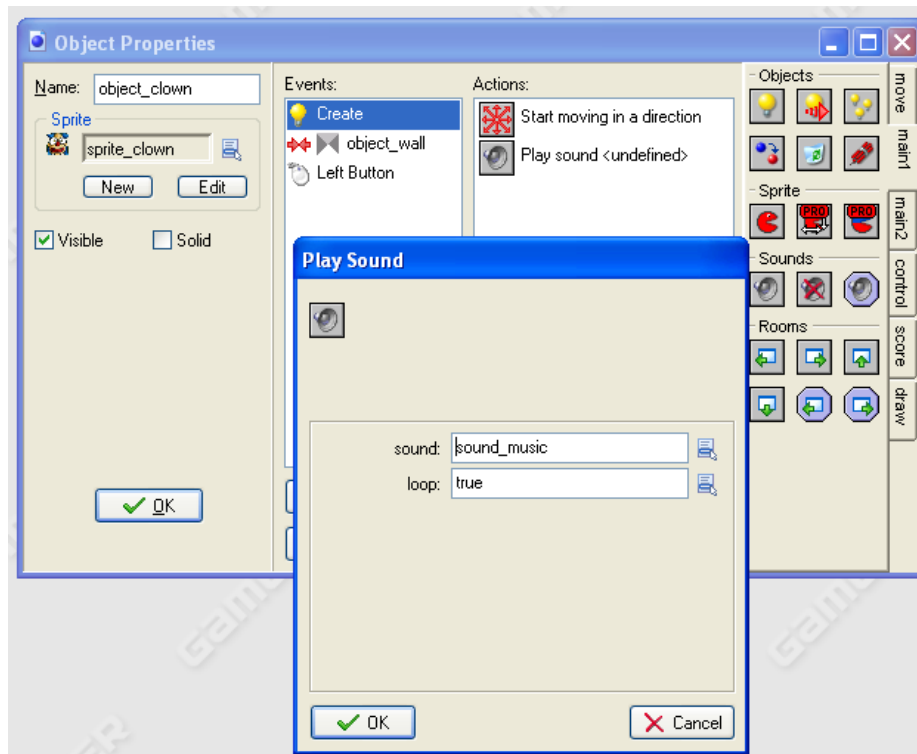 Object Properties
Name: object_clown
Sprite
sprite_clown
New Edit
Visible Solid
OK
Events:
Create
object_wall
Left Button
Actions:
Start moving in a direction
Play sound <undefined>
Objects
Sprite
PRO PRO
Sounds
Rooms
move
main1
main2
control
score
draw
Play Sound
sound: sound_music
loop: true
OK Cancel